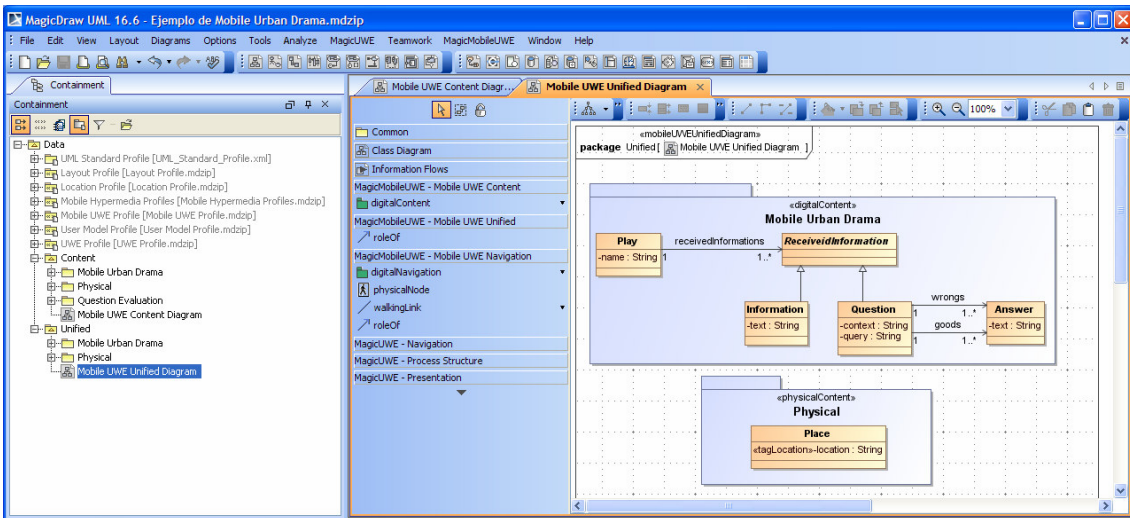 MagicDraw UML 16.6 - Ejemplo de Mobile Urban Drama.mdzip
File Edit View Layout Diagrams Options Tools Analyze MagicUWE Teamwork MagicMobileUWE Window Help
Containment
Containment
Data
UML Standard Profile [UML_Standard_Profile.xml]
Layout Profile [Layout Profile.mdzip]
Location Profile [Location Profile.mdzip]
Mobile Hypermedia Profiles [Mobile Hypermedia Profiles.mdzip]
Mobile UWE Profile [Mobile UWE Profile.mdzip]
User Model Profile [User Model Profile.mdzip]
UWE Profile [UWE Profile.mdzip]
Content
Mobile Urban Drama
Physical
Question Evaluation
Mobile UWE Content Diagram
Unified
Mobile Urban Drama
Physical
Mobile UWE Unified Diagram
Mobile UWE Content Diagr...
Mobile UWE Unified Diagram
100%
Common
Class Diagram
Information Flows
MagicMobileUWE - Mobile UWE Content
digitalContent
MagicMobileUWE - Mobile UWE Unified
roleOf
MagicMobileUWE - Mobile UWE Navigation
digitalNavigation
physicalNode
walkingLink
roleOf
MagicUWE - Navigation
MagicUWE - Process Structure
MagicUWE - Presentation
«mobileUWEUnifiedDiagram»
package Unified [ Mobile UWE Unified Diagram ]
«digitalContent»
Mobile Urban Drama
Play
-name : String
receivedInformations
1
1..*
ReceiveidInformation
Information
-text : String
Question
-context : String
-query : String
wrongs
1
1..*
goods
1
1..*
Answer
-text : String
«physicalContent»
Physical
Place
«tagLocation»-location : String